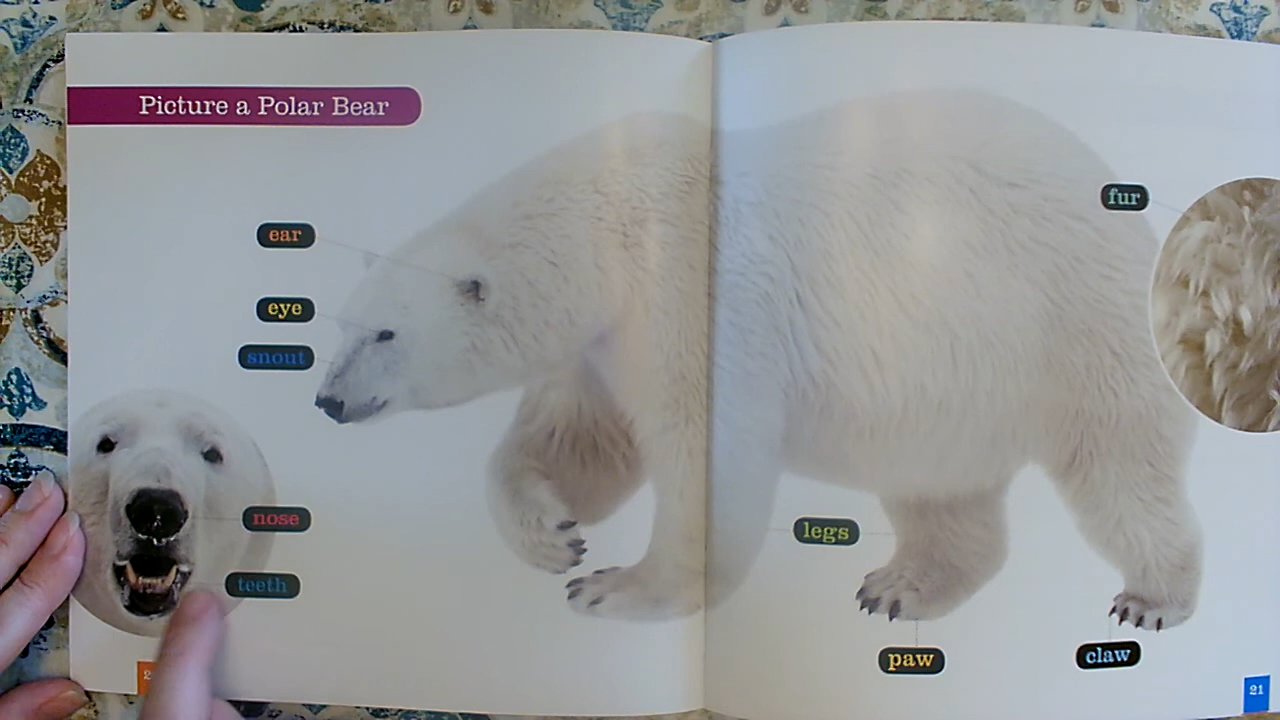 Picture a Polar Bear
ear
eye
snout
nose
teeth
fur
legs
paw
claw
21